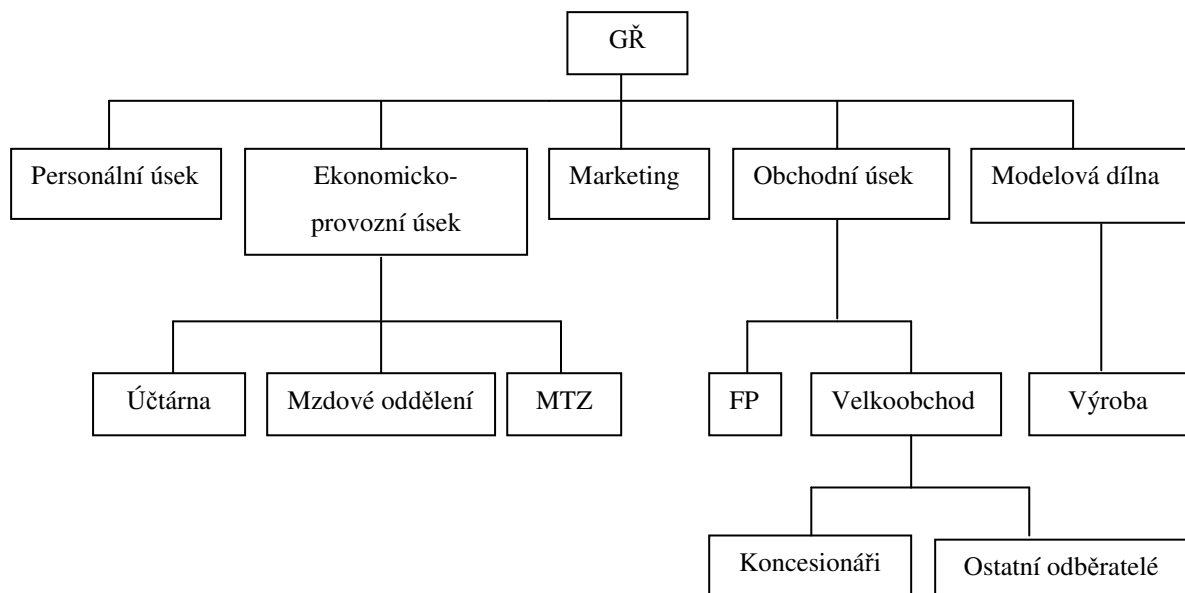 GŘ
Personální úsek
Ekonomicko-
provozní úsek
Marketing
Obchodní úsek
Modelová dílna
Účtárna
Mzdové oddělení
MTZ
FP
Velkoobchod
Výroba
Koncesionáři
Ostatní odběratelé